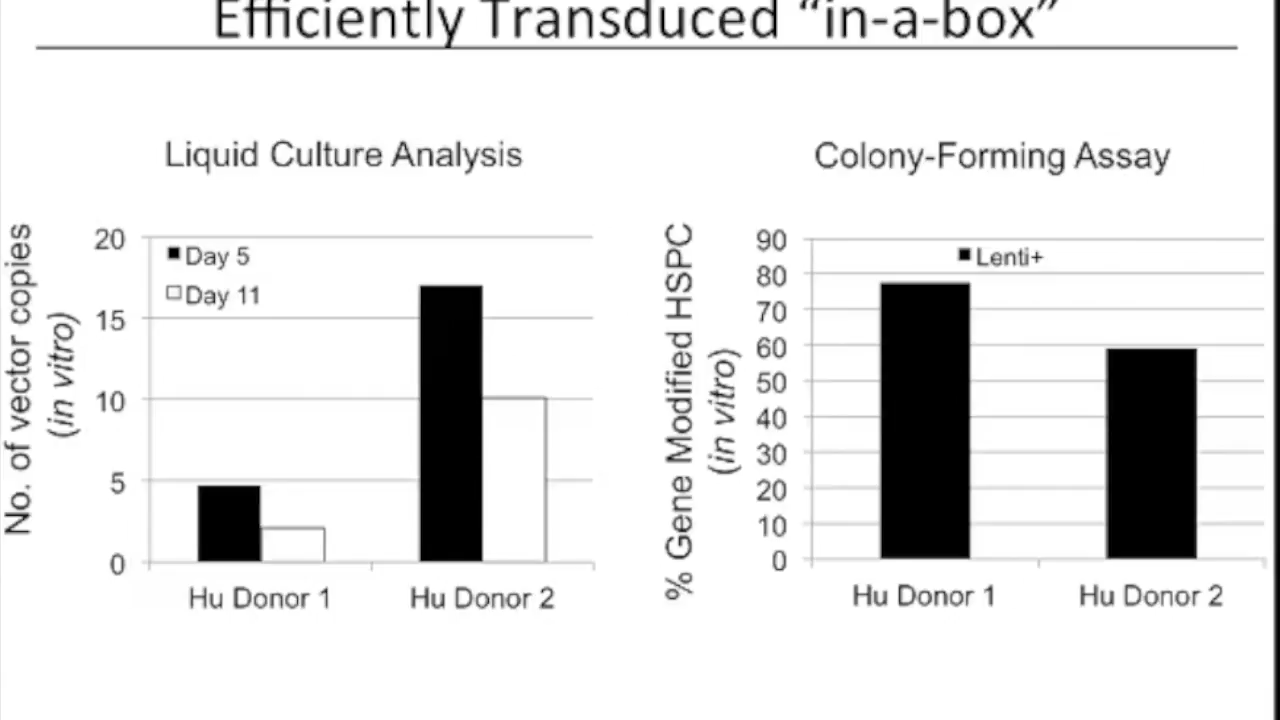 Efficiently Transduced “in-a-box”
Liquid Culture Analysis
No. of vector copies
(in vitro)
20
15
10
5
0
Day 5
Day 11
Hu Donor 1
Hu Donor 2
Colony-Forming Assay
% Gene Modified HSPC
(in vitro)
90
80
70
60
50
40
30
20
10
0
Lenti+
Hu Donor 1
Hu Donor 2